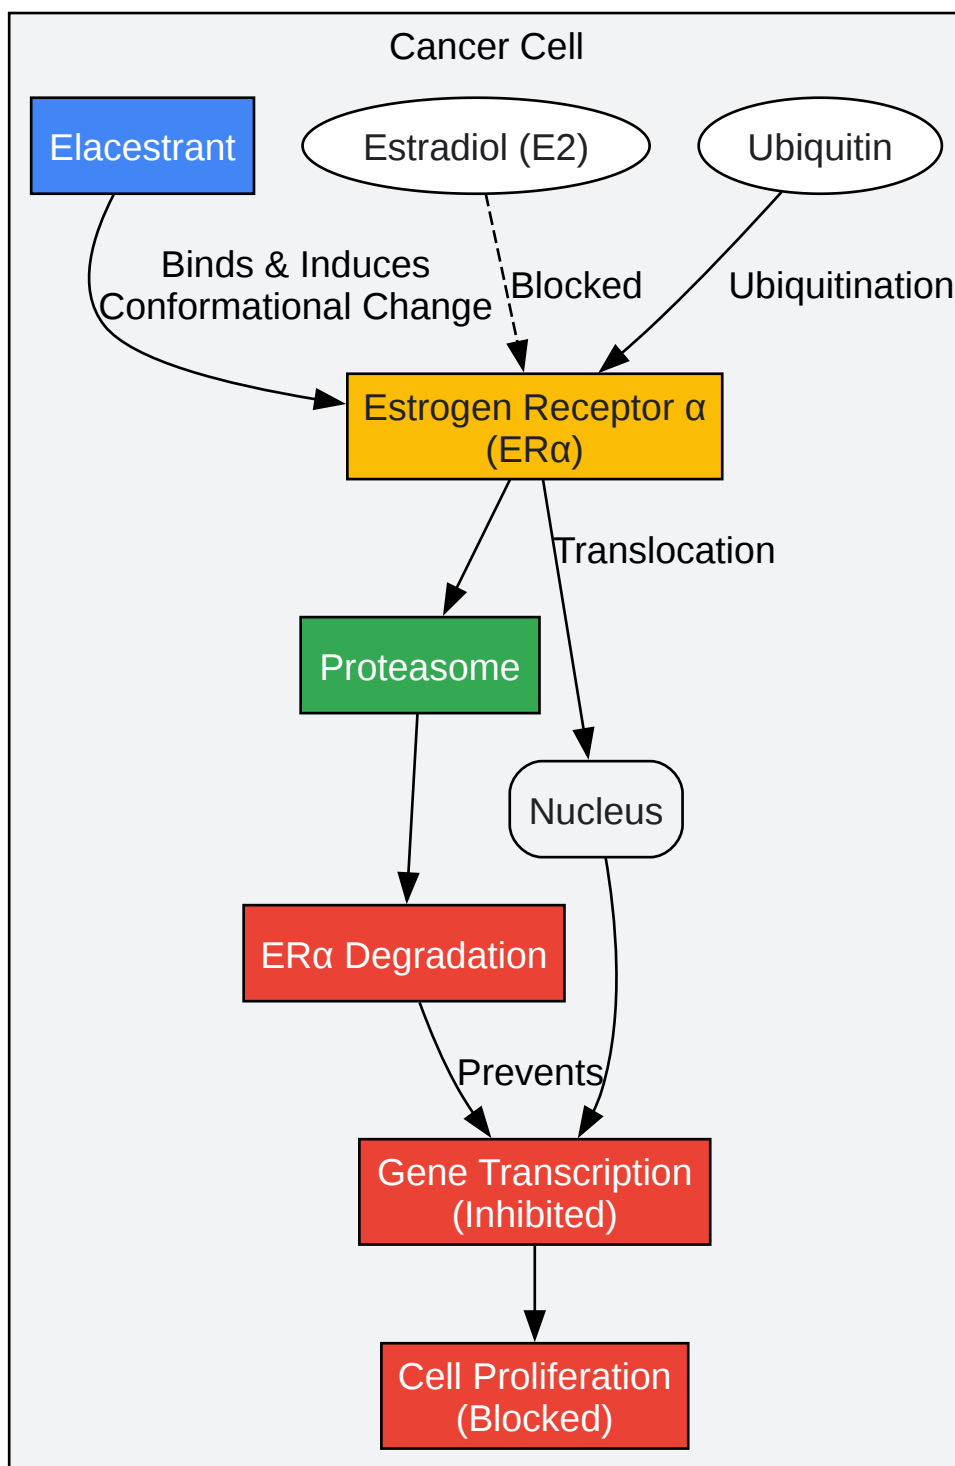 Cancer Cell
Elacestrant
Estradiol (E2)
Ubiquitin
Binds & Induces
Conformational Change
Blocked
Ubiquitination
Estrogen Receptor α
(ERα)
Translocation
Proteasome
Nucleus
ERα Degradation
Prevents
Gene Transcription
(Inhibited)
Cell Proliferation
(Blocked)